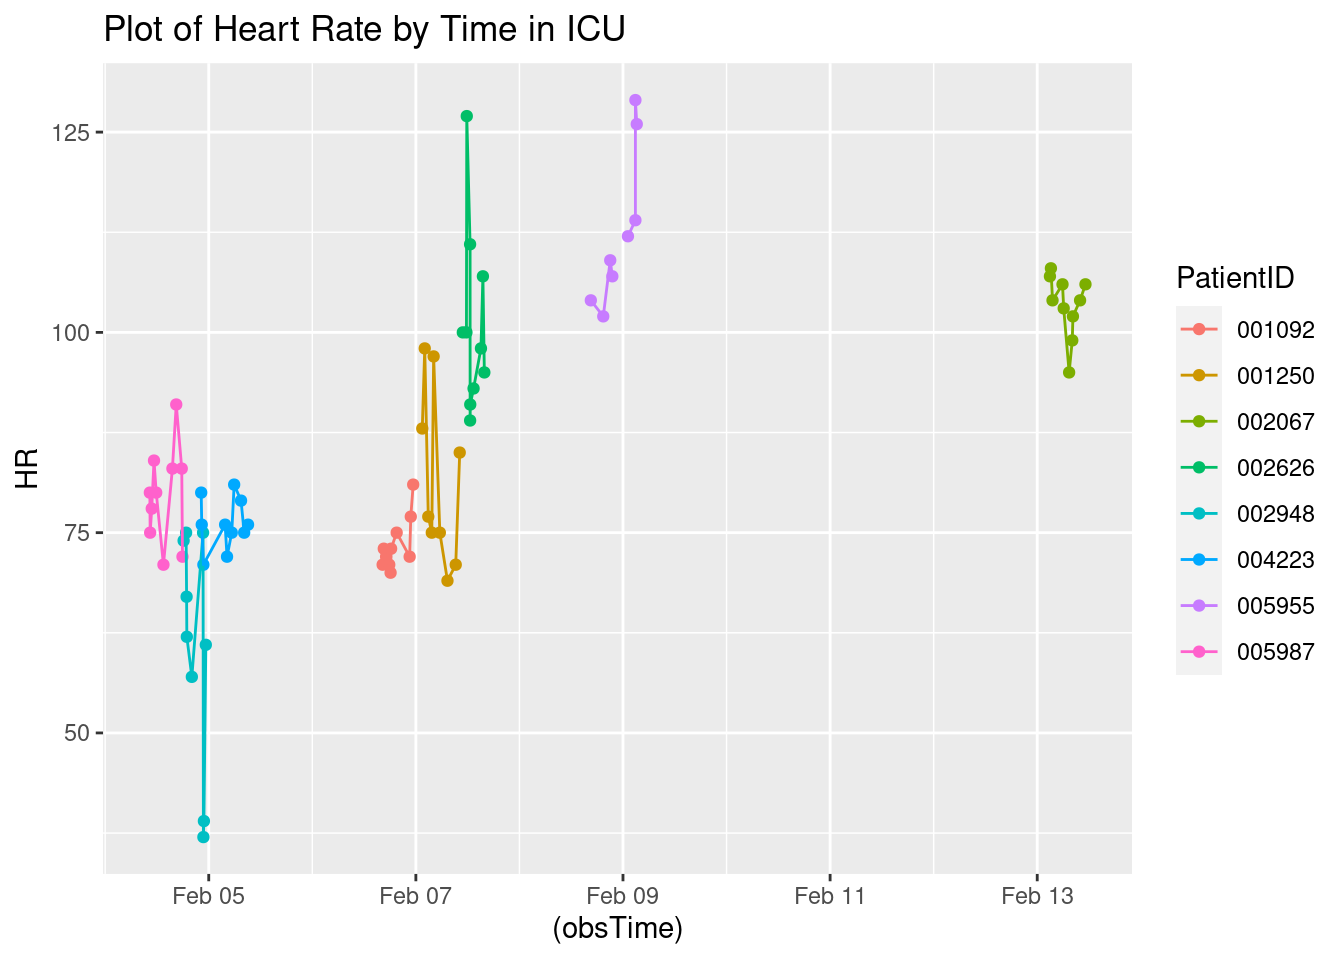 Plot of Heart Rate by Time in ICU
HR
125
100
75
50
Feb 05
Feb 07
Feb 09
Feb 11
Feb 13
(obsTime)
PatientID
001092
001250
002067
002626
002948
004223
005955
005987